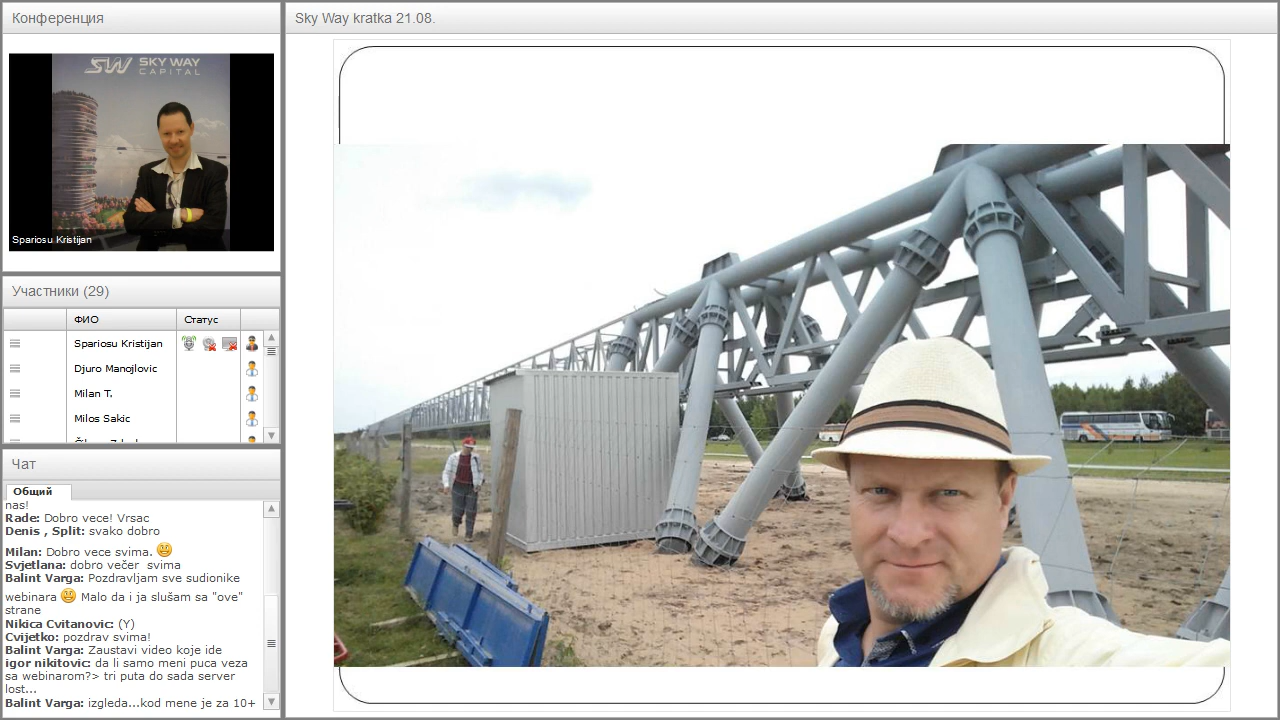 Конференция
SW SKY WAY
CAPITAL
Spariosu Kristijan
Участники (29)
ФИО Статус
Spariosu Kristijan
Djuro Manojlovic
Milan T.
Milos Sakic
Чат
Общий
nas!
Rade: Dobro vece! Vrsac
Denis , Split: svako dobro
Milan: Dobro vece svima.
Svjetlana: dobro večer svima
Balint Varga: Pozdravljam sve sudionike
webinara Malo da i ja slušam sa "ove"
strane
Nikica Cvitanovic: (Y)
Cvijetko: pozdrav svima!
Balint Varga: Zaustavi video koje ide
igor nikitovic: da li samo meni puca veza
sa webinarom?> tri puta do sada server
lost...
Balint Varga: izgleda...kod mene je za 10+
Sky Way kratka 21.08.